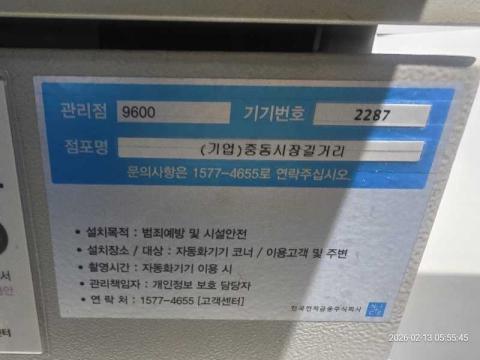 관리점 9600 기기번호 2287
점포명 (기업)중동시장길거리
문의사항은 1577-4655로 연락주십시오.
• 설치목적 : 범죄예방 및 시설안전
• 설치장소 / 대상 : 자동화기기 코너 / 이용고객 및 주변
• 촬영시간 : 자동화기기 이용 시
• 관리책임자 : 개인정보 보호 담당자
• 연 락 처 : 1577-4655 [고객센터]
한국전자금융주식회사
NICE
서
센터
2026-02-13 05:55:45